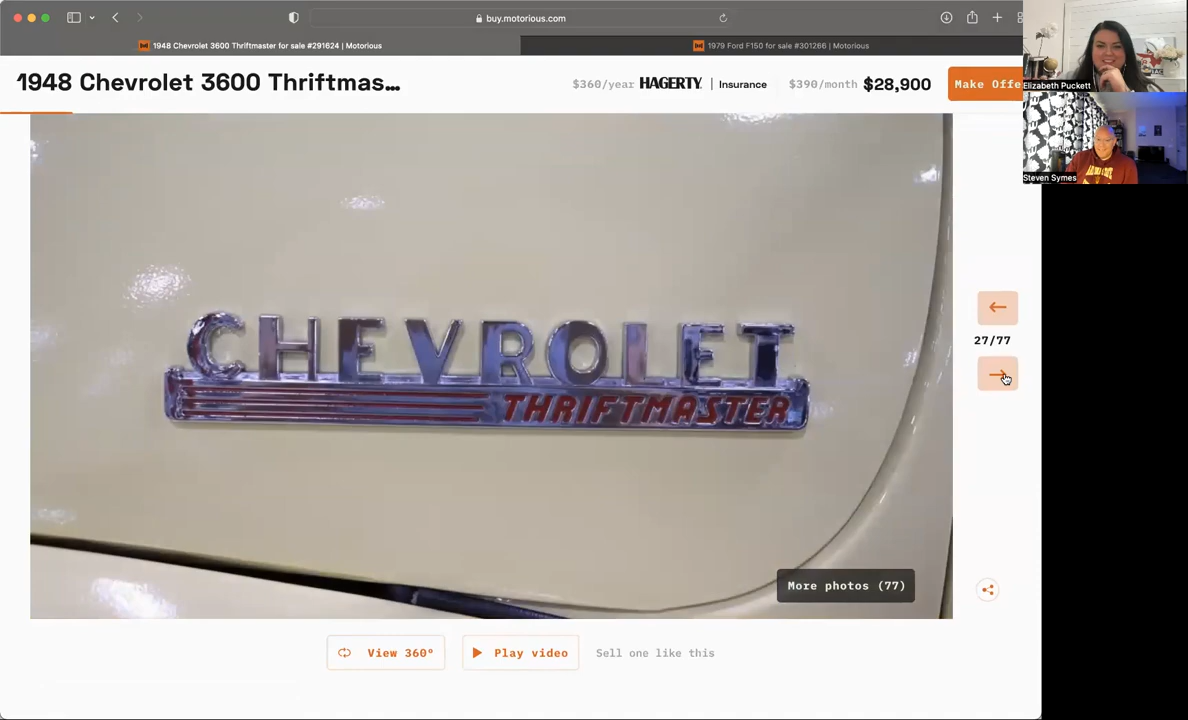 buy.motorious.com
1948 Chevrolet 3600 Thriftmaster for sale #291624 | Motorious
1979 Ford F150 for sale #301266 | Motorious
1948 Chevrolet 3600 Thriftmas...
$360/year HAGERTY | Insurance
$390/month $28,900
Make Offe
Elizabeth Puckett
Steven Symes
CHEVROLET
THRIFTMASTER
27/77
More photos (77)
View 360°
Play video
Sell one like this